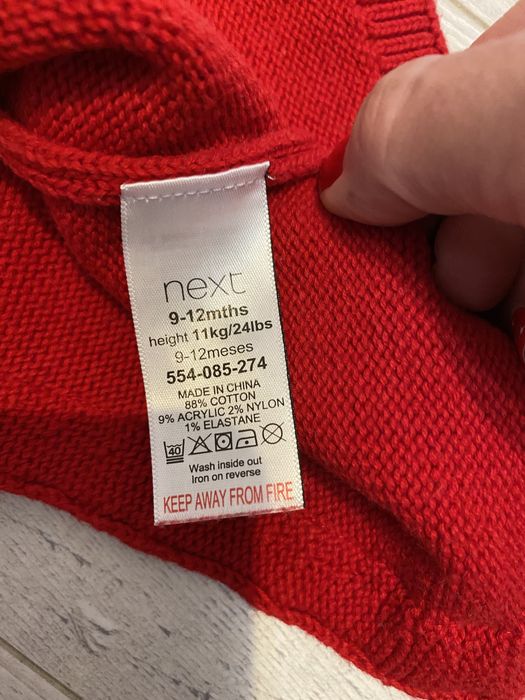 next
9-12mths
height 11kg/24lbs
9-12meses
554-085-274
MADE IN CHINA
88% COTTON
9% ACRYLIC 2% NYLON
1% ELASTANE
40
Wash inside out
Iron on reverse
KEEP AWAY FROM FIRE